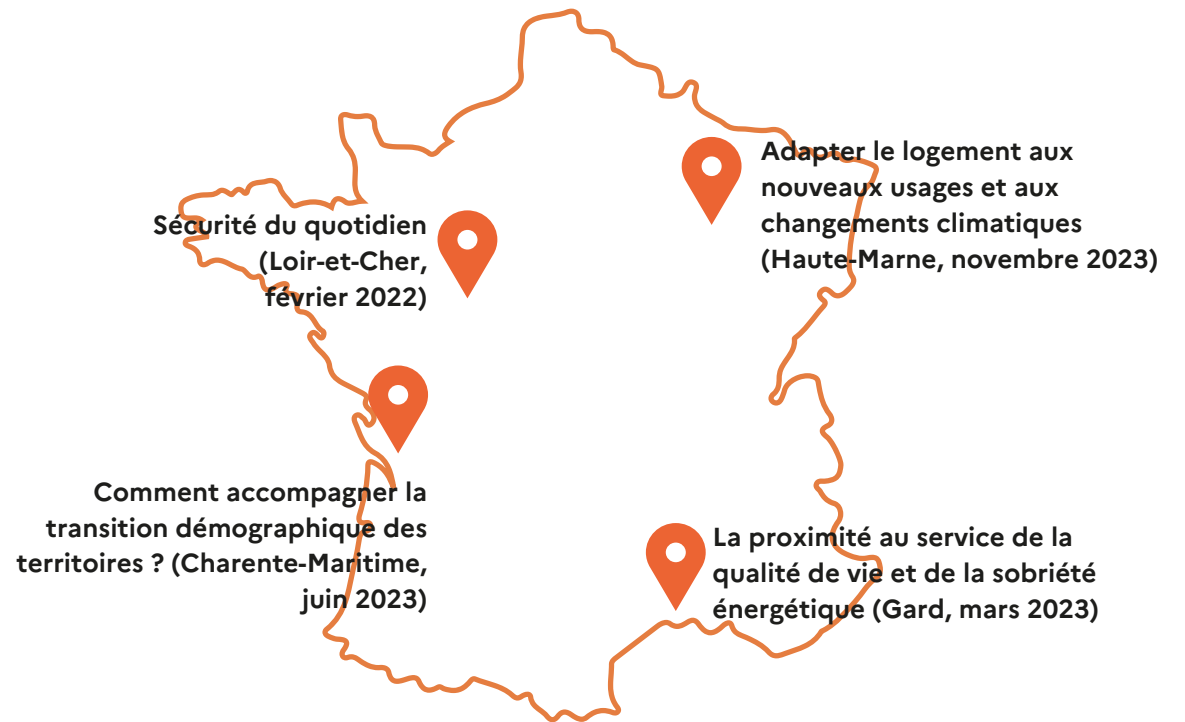 Adapter le logement aux
nouveaux usages et aux
changements climatiques
(Haute-Marne, novembre 2023)
Sécurité du quotidien
(Loir-et-Cher,
février 2022)
Comment accompagner la
transition démographique des
territoires ? (Charente-Maritime,
juin 2023)
La proximité au service de la
qualité de vie et de la sobriété
énergétique (Gard, mars 2023)